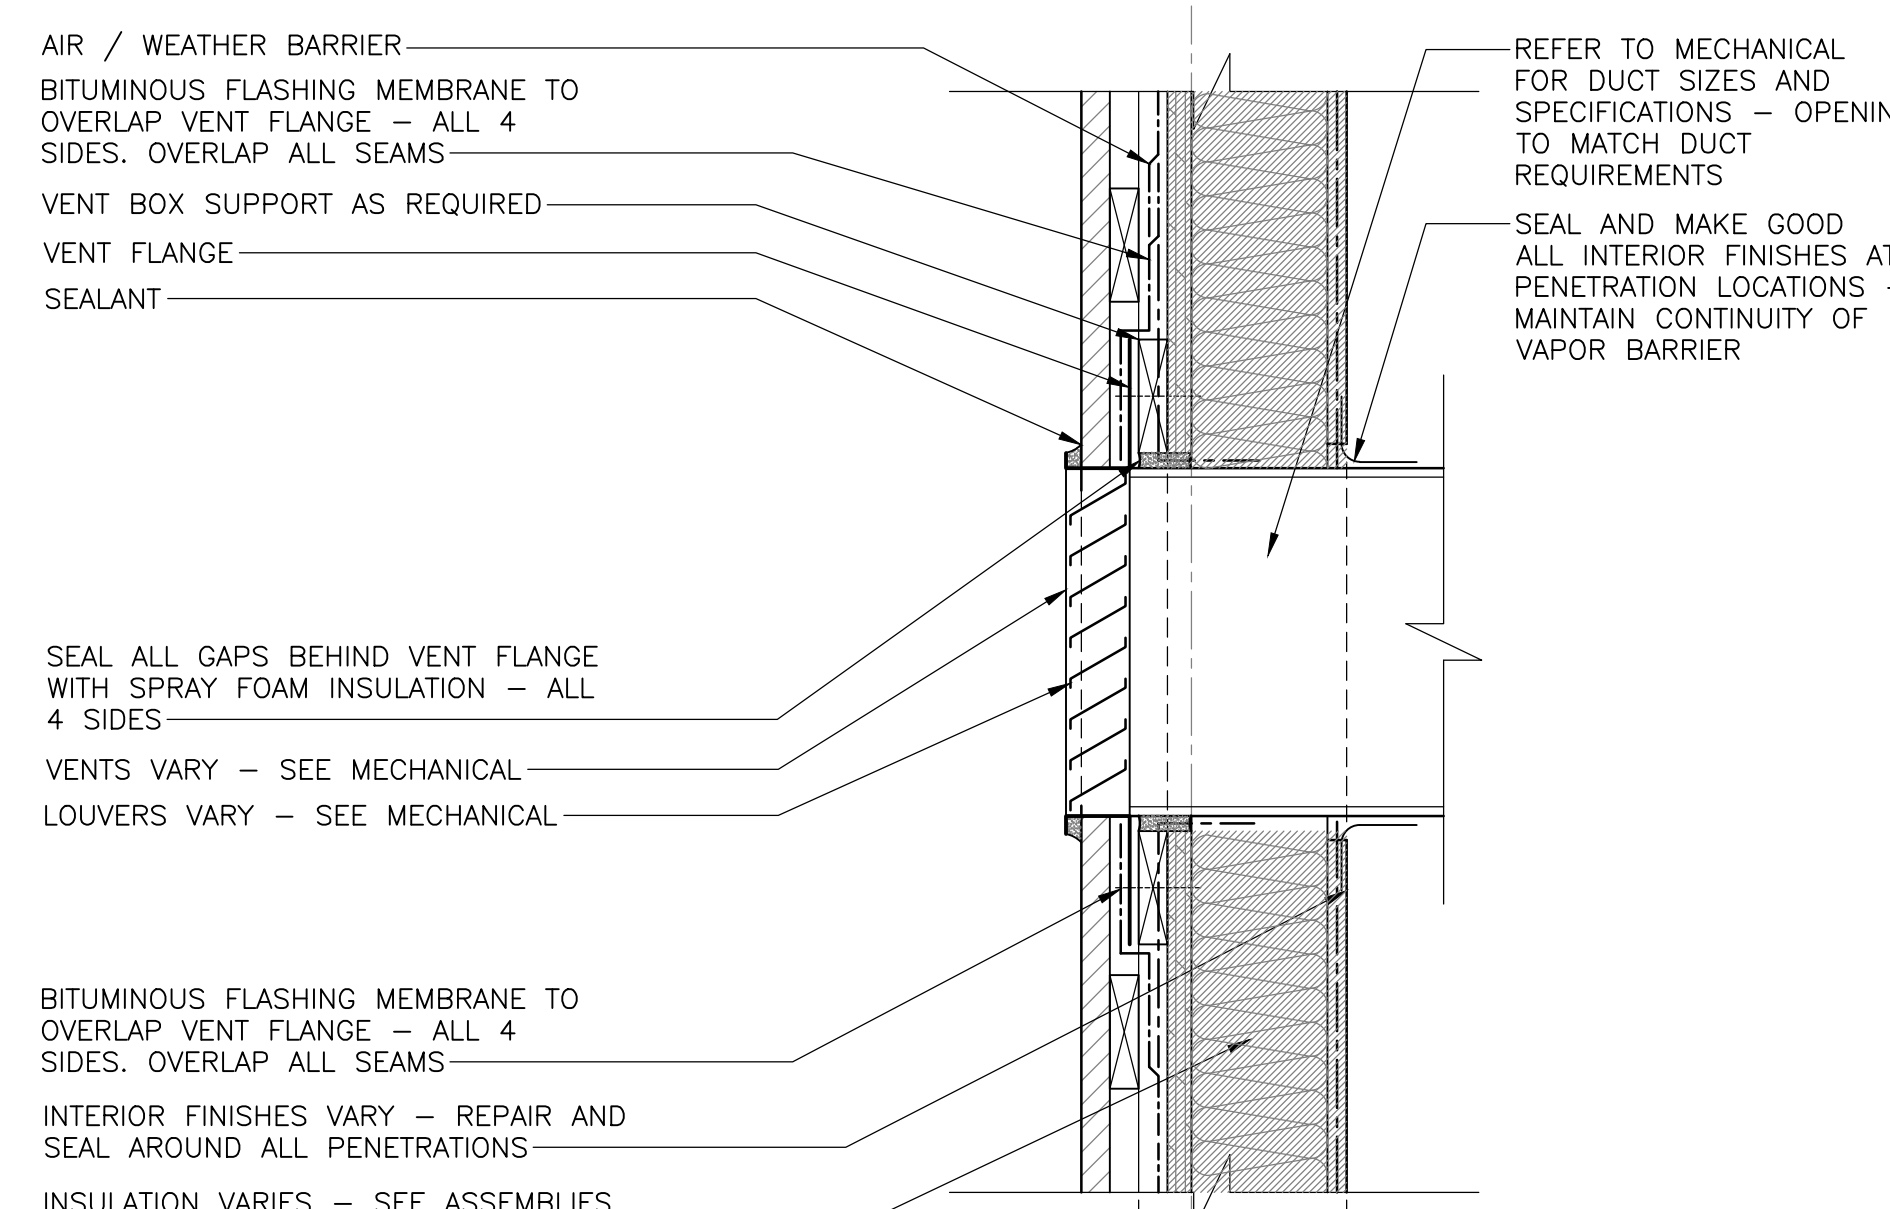 AIR / WEATHER BARRIER
BITUMINOUS FLASHING MEMBRANE TO
OVERLAP VENT FLANGE – ALL 4
SIDES. OVERLAP ALL SEAMS
VENT BOX SUPPORT AS REQUIRED
VENT FLANGE
SEALANT
SEAL ALL GAPS BEHIND VENT FLANGE
WITH SPRAY FOAM INSULATION – ALL
4 SIDES
VENTS VARY – SEE MECHANICAL
LOUVERS VARY – SEE MECHANICAL
BITUMINOUS FLASHING MEMBRANE TO
OVERLAP VENT FLANGE – ALL 4
SIDES. OVERLAP ALL SEAMS
INTERIOR FINISHES VARY – REPAIR AND
SEAL AROUND ALL PENETRATIONS
INSULATION VARIES – SEE ASSEMBLIES
REFER TO MECHANICAL
FOR DUCT SIZES AND
SPECIFICATIONS – OPENIN
TO MATCH DUCT
REQUIREMENTS
SEAL AND MAKE GOOD
ALL INTERIOR FINISHES AT
PENETRATION LOCATIONS –
MAINTAIN CONTINUITY OF
VAPOR BARRIER